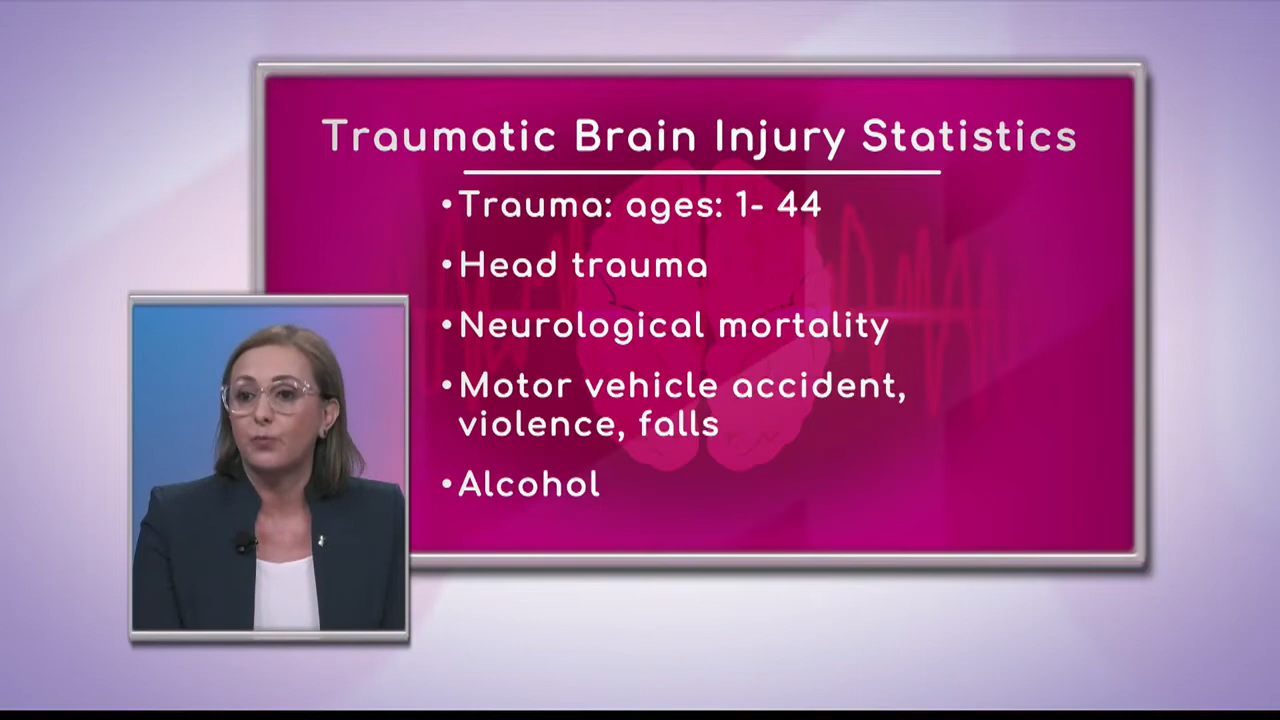 Traumatic Brain Injury Statistics
•Trauma: ages: 1- 44
•Head trauma
•Neurological mortality
•Motor vehicle accident,
violence, falls
•Alcohol